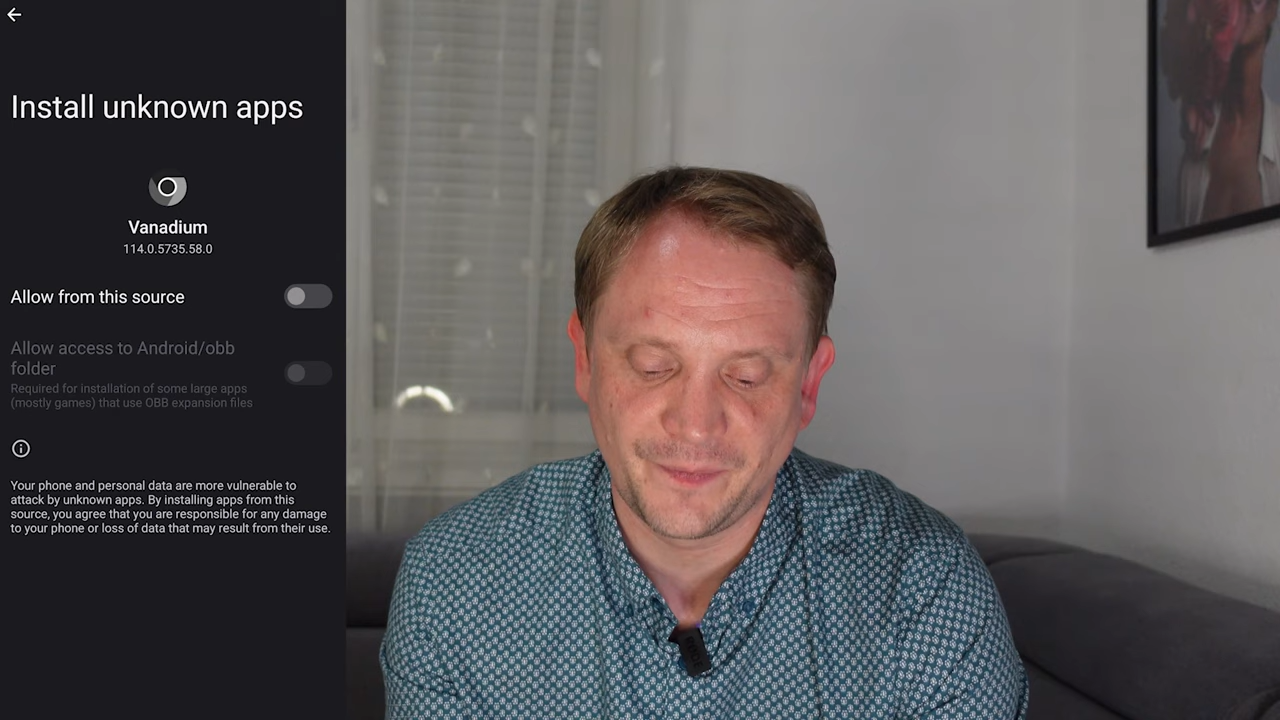 Install unknown apps
Vanadium
114.0.5735.58.0
Allow from this source
Allow access to Android/obb
folder
Required for installation of some large apps
(mostly games) that use OBB expansion files
Your phone and personal data are more vulnerable to
attack by unknown apps. By installing apps from this
source, you agree that you are responsible for any damage
to your phone or loss of data that may result from their use.